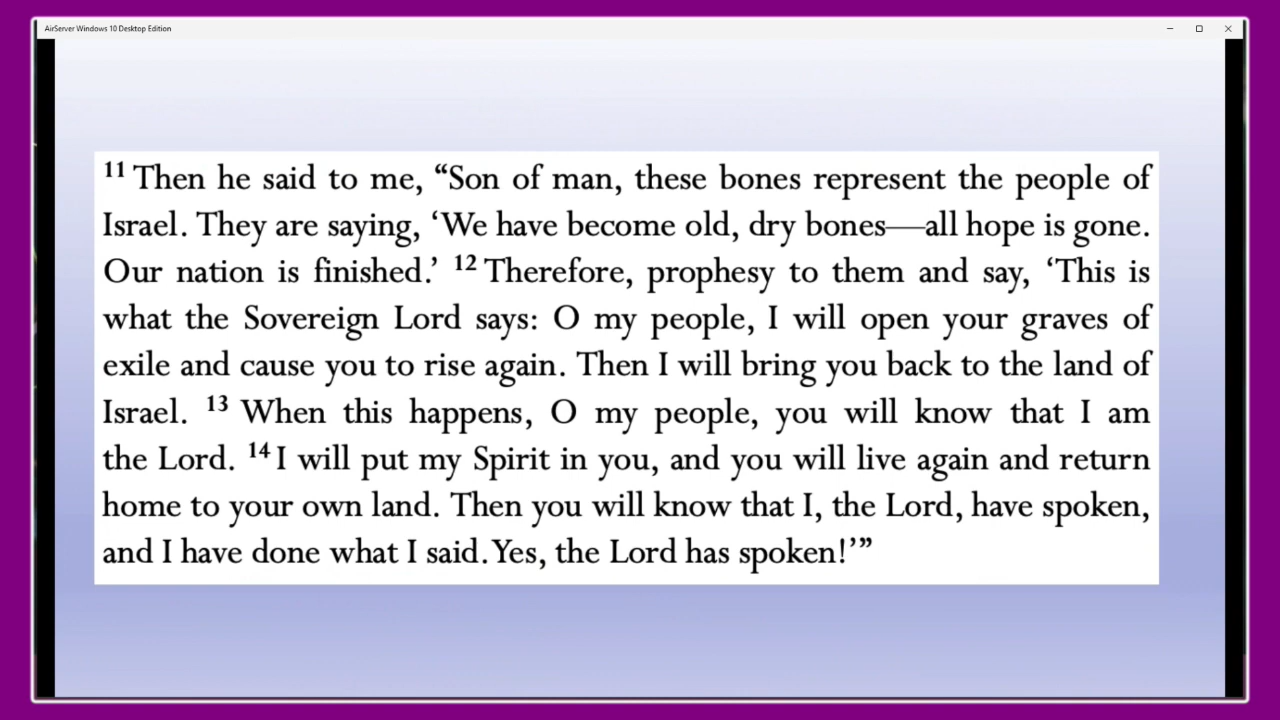 AirServer Windows 10 Desktop Edition
11 Then he said to me, “Son of man, these bones represent the people of
Israel. They are saying, ‘We have become old, dry bones—all hope is gone.
Our nation is finished.’ 12 Therefore, prophesy to them and say, ‘This is
what the Sovereign Lord says: O my people, I will open your graves of
exile and cause you to rise again. Then I will bring you back to the land of
Israel. 13 When this happens, O my people, you will know that I am
the Lord. 14 I will put my Spirit in you, and you will live again and return
home to your own land. Then you will know that I, the Lord, have spoken,
and I have done what I said. Yes, the Lord has spoken!’”